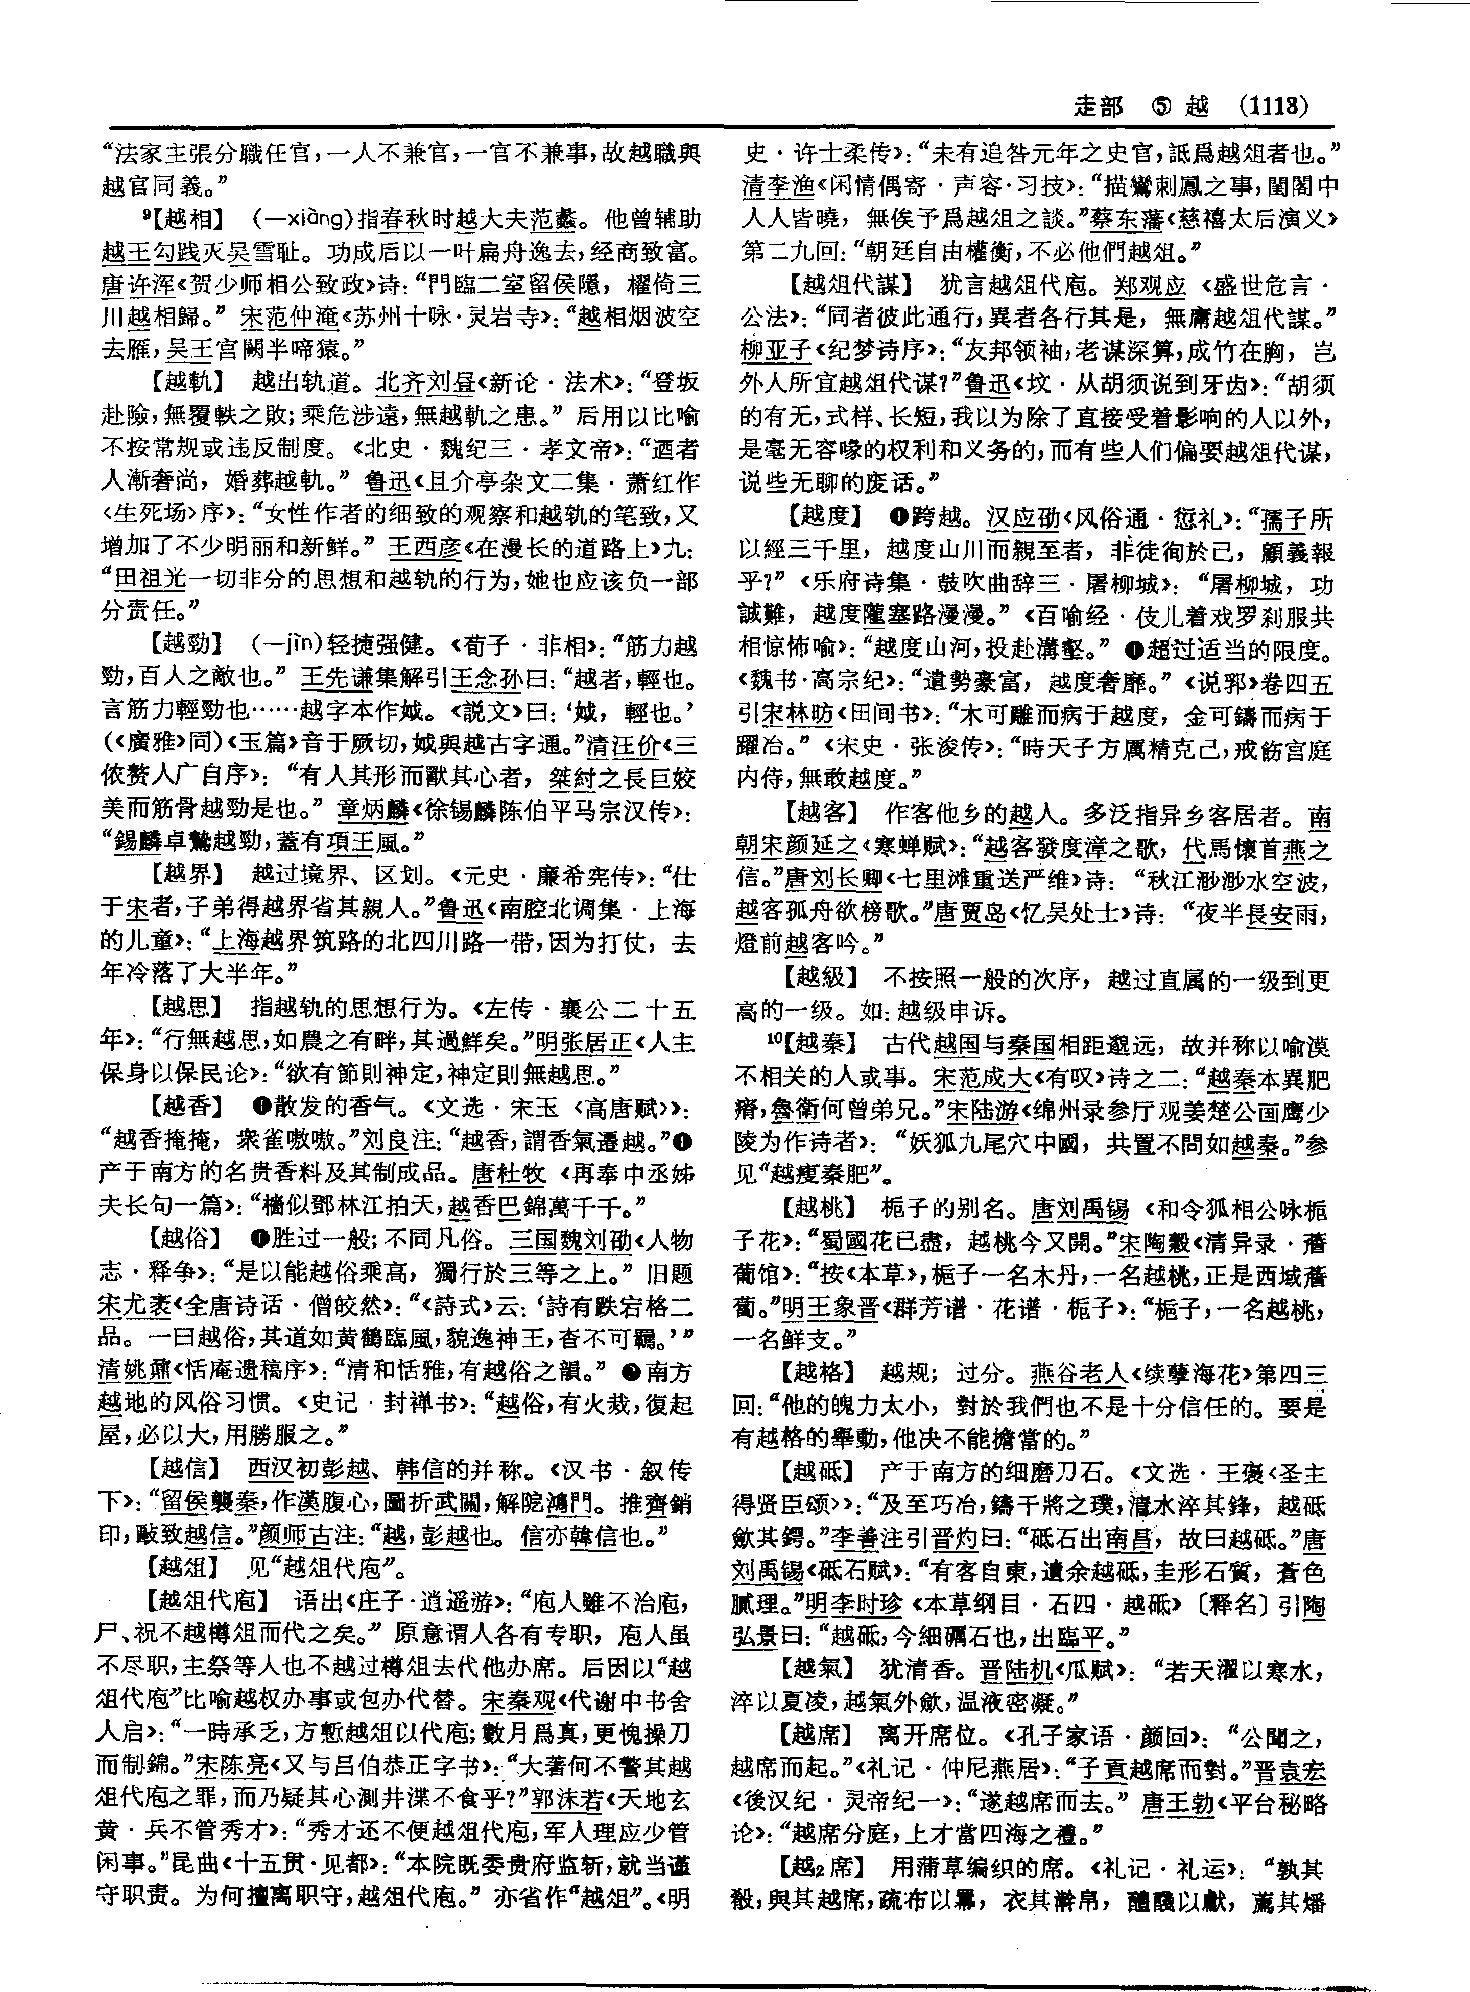 走部 ⑤ 越 (1113)
“法家主張分職任官，一人不兼官，一官不兼事，故越職與
越官同義。”
⁹【越相】 （—xiàng）指春秋时越大夫范蠡。他曾辅助
越王勾践灭吴雪耻。功成后以一叶扁舟逸去，经商致富。
唐许浑《贺少师相公致政》诗：“門臨二室留侯隱，櫂倚三
川越相歸。” 宋范仲淹《苏州十咏·灵岩寺》：“越相烟波空
去雁，吴王宫闕半啼猿。”
【越軌】 越出轨道。北齐刘昼《新论·法术》：“登坂
赴險，無覆軼之敗；乘危涉遠，無越軌之患。” 后用以比喻
不按常规或违反制度。《北史·魏纪三·孝文帝》：“迺者
人漸奢尚，婚葬越軌。” 鲁迅《且介亭杂文二集·萧红作
〈生死场〉序》：“女性作者的细致的观察和越轨的笔致，又
增加了不少明丽和新鲜。” 王西彦《在漫长的道路上》九：
“田祖光一切非分的思想和越轨的行为，她也应该负一部
分责任。”
【越勁】 （—jìn）轻捷强健。《荀子·非相》：“筋力越
勁，百人之敵也。” 王先谦集解引王念孙曰：“越者，輕也。
言筋力輕勁也……越字本作娍。《説文》曰：‘娍，輕也。’
（《廣雅》同）《玉篇》音于厥切，娍與越古字通。”清汪价《三
侬赘人广自序》：“有人其形而獸其心者，桀紂之長巨姣
美而筋骨越勁是也。” 章炳麟《徐锡麟陈伯平马宗汉传》：
“錫麟卓鷙越勁，蓋有項王風。”
【越界】 越过境界、区划。《元史·廉希宪传》：“仕
于宋者，子弟得越界省其親人。”鲁迅《南腔北调集·上海
的儿童》：“上海越界筑路的北四川路一带，因为打仗，去
年冷落了大半年。”
【越思】 指越轨的思想行为。《左传·襄公二十五
年》：“行無越思，如農之有畔，其過鮮矣。”明张居正《人主
保身以保民论》：“欲有節則神定，神定則無越思。”
【越香】 ❶散发的香气。《文选·宋玉〈高唐赋〉》：
“越香掩掩，衆雀嗷嗷。”刘良注：“越香，謂香氣遷越。”❶
产于南方的名贵香料及其制成品。唐杜牧《再奉中丞姊
夫长句一篇》：“檣似鄧林江拍天，越香巴錦萬千千。”
【越俗】 ❶胜过一般；不同凡俗。三国魏刘劭《人物
志·释争》：“是以能越俗乘高，獨行於三等之上。” 旧题
宋尤袤《全唐诗话·僧皎然》：“《詩式》云：‘詩有跌宕格二
品。一曰越俗，其道如黄鶴臨風，貌逸神王，杳不可羈。’”
清姚鼐《恬庵遗稿序》：“清和恬雅，有越俗之韻。” ❷南方
越地的风俗习惯。《史记·封禅书》：“越俗，有火栽，復起
屋，必以大，用勝服之。”
【越信】 西汉初彭越、韩信的并称。《汉书·叙传
下》：“留侯襲秦，作漢腹心，圖折武關，解阸鴻門。推齊銷
印，敺致越信。”颜师古注：“越，彭越也。信亦韓信也。”
【越俎】 见“越俎代庖”。
【越俎代庖】 语出《庄子·逍遥游》：“庖人雖不治庖，
尸、祝不越樽俎而代之矣。” 原意谓人各有专职，庖人虽
不尽职，主祭等人也不越过樽俎去代他办席。后因以“越
俎代庖”比喻越权办事或包办代替。宋秦观《代谢中书舍
人启》：“一時承乏，方慙越俎以代庖；數月爲真，更愧操刀
而制錦。”宋陈亮《又与吕伯恭正字书》：“大著何不警其越
俎代庖之罪，而乃疑其心測井渫不食乎？”郭沫若《天地玄
黄·兵不管秀才》：“秀才还不便越俎代庖，军人理应少管
闲事。”昆曲《十五贯·见都》：“本院既委贵府监斩，就当谨
守职责。为何擅离职守，越俎代庖。” 亦省作“越俎”。《明
史·许士柔传》：“未有追咎元年之史官，詆爲越俎者也。”
清李渔《闲情偶寄·声容·习技》：“描鸞刺鳳之事，閨閣中
人人皆曉，無俟予爲越俎之談。”蔡东藩《慈禧太后演义》
第二九回：“朝廷自由權衡，不必他們越俎。”
【越俎代謀】 犹言越俎代庖。郑观应《盛世危言·
公法》：“同者彼此通行，異者各行其是，無庸越俎代謀。”
柳亚子《纪梦诗序》：“友邦领袖，老谋深算，成竹在胸，岂
外人所宜越俎代谋？”鲁迅《坟·从胡须说到牙齿》：“胡须
的有无，式样、长短，我以为除了直接受着影响的人以外，
是毫无容喙的权利和义务的，而有些人们偏要越俎代谋，
说些无聊的废话。”
【越度】 ❶跨越。汉应劭《风俗通·愆礼》：“孺子所
以經三千里，越度山川而親至者，非徒徇於己，顧義報
乎？” 《乐府诗集·鼓吹曲辞三·屠柳城》：“屠柳城，功
誠難，越度隴塞路漫漫。” 《百喻经·伎儿着戏罗刹服共
相惊怖喻》：“越度山河，投赴溝壑。” ❶超过适当的限度。
《魏书·高宗纪》：“遺勢豪富，越度奢靡。” 《说郛》卷四五
引宋林昉《田间书》：“木可雕而病于越度，金可鑄而病于
躍冶。” 《宋史·张浚传》：“時天子方厲精克己，戒飭宫庭
内侍，無敢越度。”
【越客】 作客他乡的越人。多泛指异乡客居者。南
朝宋颜延之《寒蝉赋》：“越客發度漳之歌，代馬懷首燕之
信。”唐刘长卿《七里滩重送严维》诗：“秋江渺渺水空波，
越客孤舟欲榜歌。”唐贾岛《忆吴处士》诗：“夜半長安雨，
燈前越客吟。”
【越級】 不按照一般的次序，越过直属的一级到更
高的一级。如：越级申诉。
¹⁰【越秦】 古代越国与秦国相距邈远，故并称以喻漠
不相关的人或事。宋范成大《有叹》诗之二：“越秦本異肥
瘠，魯衛何曾弟兄。”宋陆游《绵州录参厅观姜楚公画鹰少
陵为作诗者》：“妖狐九尾穴中國，共置不問如越秦。”参
见“越瘦秦肥”。
【越桃】 栀子的别名。唐刘禹锡《和令狐相公咏栀
子花》：“蜀國花已盡，越桃今又開。”宋陶穀《清异录·薝
蔔馆》：“按《本草》，梔子一名木丹，一名越桃，正是西域薝
蔔。”明王象晋《群芳谱·花谱·栀子》：“梔子，一名越桃，
一名鲜支。”
【越格】 越规；过分。燕谷老人《续孽海花》第四三
回：“他的魄力太小，對於我們也不是十分信任的。要是
有越格的舉動，他决不能擔當的。”
【越砥】 产于南方的细磨刀石。《文选·王褒〈圣主
得贤臣颂〉》：“及至巧冶，鑄干將之璞，清水淬其鋒，越砥
歛其鍔。”李善注引晋灼曰：“砥石出南昌，故曰越砥。”唐
刘禹锡《砥石赋》：“有客自東，遺余越砥，圭形石質，蒼色
膩理。”明李时珍《本草纲目·石四·越砥》〔释名〕引陶
弘景曰：“越砥，今細礪石也，出臨平。”
【越氣】 犹清香。晋陆机《瓜赋》：“若天濯以寒水，
淬以夏凌，越氣外歛，温液密凝。”
【越席】 离开席位。《孔子家语·颜回》：“公聞之，
越席而起。”《礼记·仲尼燕居》：“子貢越席而對。”晋袁宏
《後汉纪·灵帝纪一》：“遂越席而去。” 唐王勃《平台秘略
论》：“越席分庭，上才當四海之禮。”
【越₂席】 用蒲草编织的席。《礼记·礼运》：“孰其
殽，與其越席，疏布以冪，衣其澣帛，醴醆以獻，薦其燔